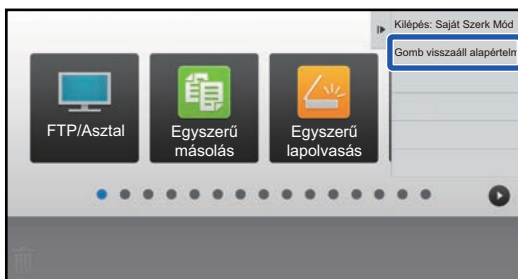 Kilépés: Saját Szerk Mód
Gomb visszaáll alapértelm
FTP/Asztal
Egyszerű
másolás
Egyszerű
lapolvasás